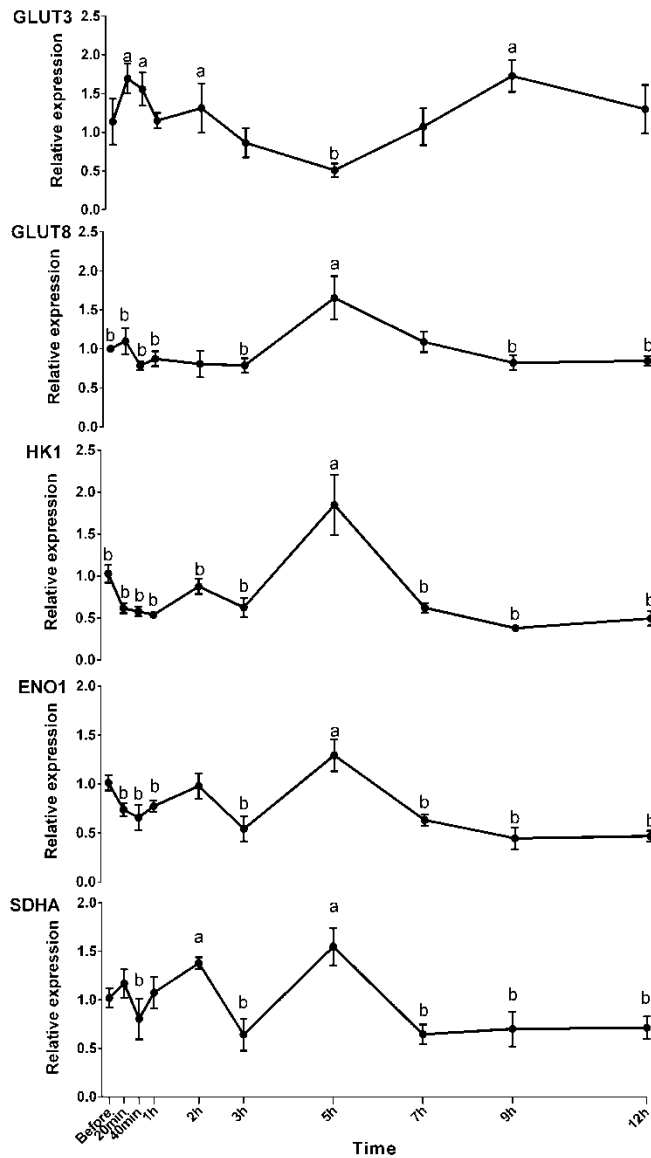 GLUT3
Relative expression
2.5
2.0
1.5
1.0
0.5
0.0
a a a b a
GLUT8
Relative expression
2.5
2.0
1.5
1.0
0.5
0.0
b b b b b a b b
HK1
Relative expression
2.5
2.0
1.5
1.0
0.5
0.0
b b b b b b a b b b
ENO1
Relative expression
2.0
1.5
1.0
0.5
0.0
b b b b a b b b
SDHA
Relative expression
2.0
1.5
1.0
0.5
0.0
b a b a b b b
Before 20min 40min 1h 2h 3h 5h 7h 9h 12h
Time